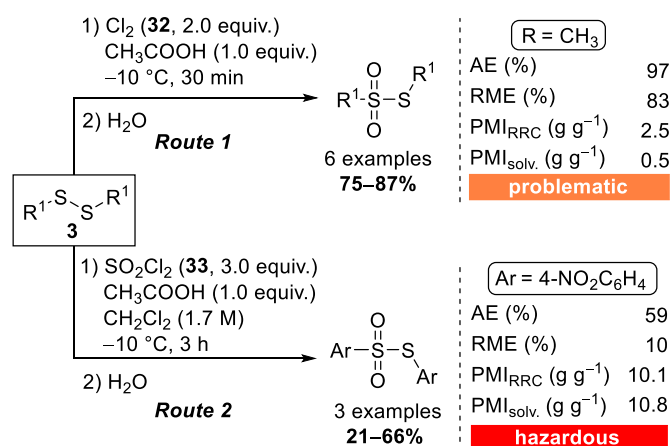 1) Cl₂ (32, 2.0 equiv.)
CH₃COOH (1.0 equiv.)
−10 °C, 30 min
2) H₂O
Route 1
R¹ S O O S R¹
6 examples
75–87%
R = CH₃
AE (%) 97
RME (%) 83
PMI_RRC (g g⁻¹) 2.5
PMI_solv. (g g⁻¹) 0.5
problematic
R¹ S S R¹
3
1) SO₂Cl₂ (33, 3.0 equiv.)
CH₃COOH (1.0 equiv.)
CH₂Cl₂ (1.7 M)
−10 °C, 3 h
2) H₂O
Route 2
Ar S O O S Ar
3 examples
21–66%
Ar = 4-NO₂C₆H₄
AE (%) 59
RME (%) 10
PMI_RRC (g g⁻¹) 10.1
PMI_solv. (g g⁻¹) 10.8
hazardous